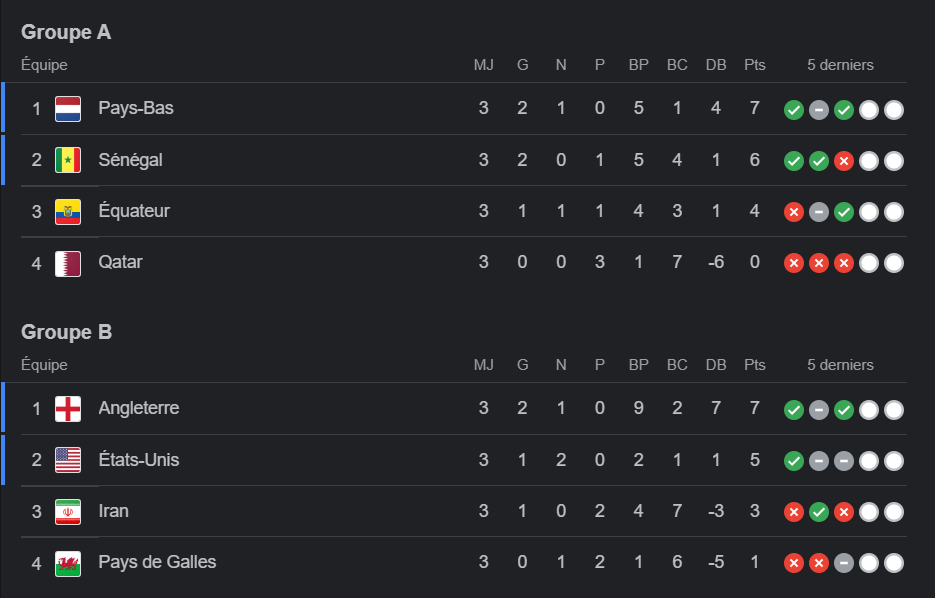 Groupe A
Équipe MJ G N P BP BC DB Pts 5 derniers
1 Pays-Bas 3 2 1 0 5 1 4 7
2 Sénégal 3 2 0 1 5 4 1 6
3 Équateur 3 1 1 1 4 3 1 4
4 Qatar 3 0 0 3 1 7 -6 0
Groupe B
Équipe MJ G N P BP BC DB Pts 5 derniers
1 Angleterre 3 2 1 0 9 2 7 7
2 États-Unis 3 1 2 0 2 1 1 5
3 Iran 3 1 0 2 4 7 -3 3
4 Pays de Galles 3 0 1 2 1 6 -5 1